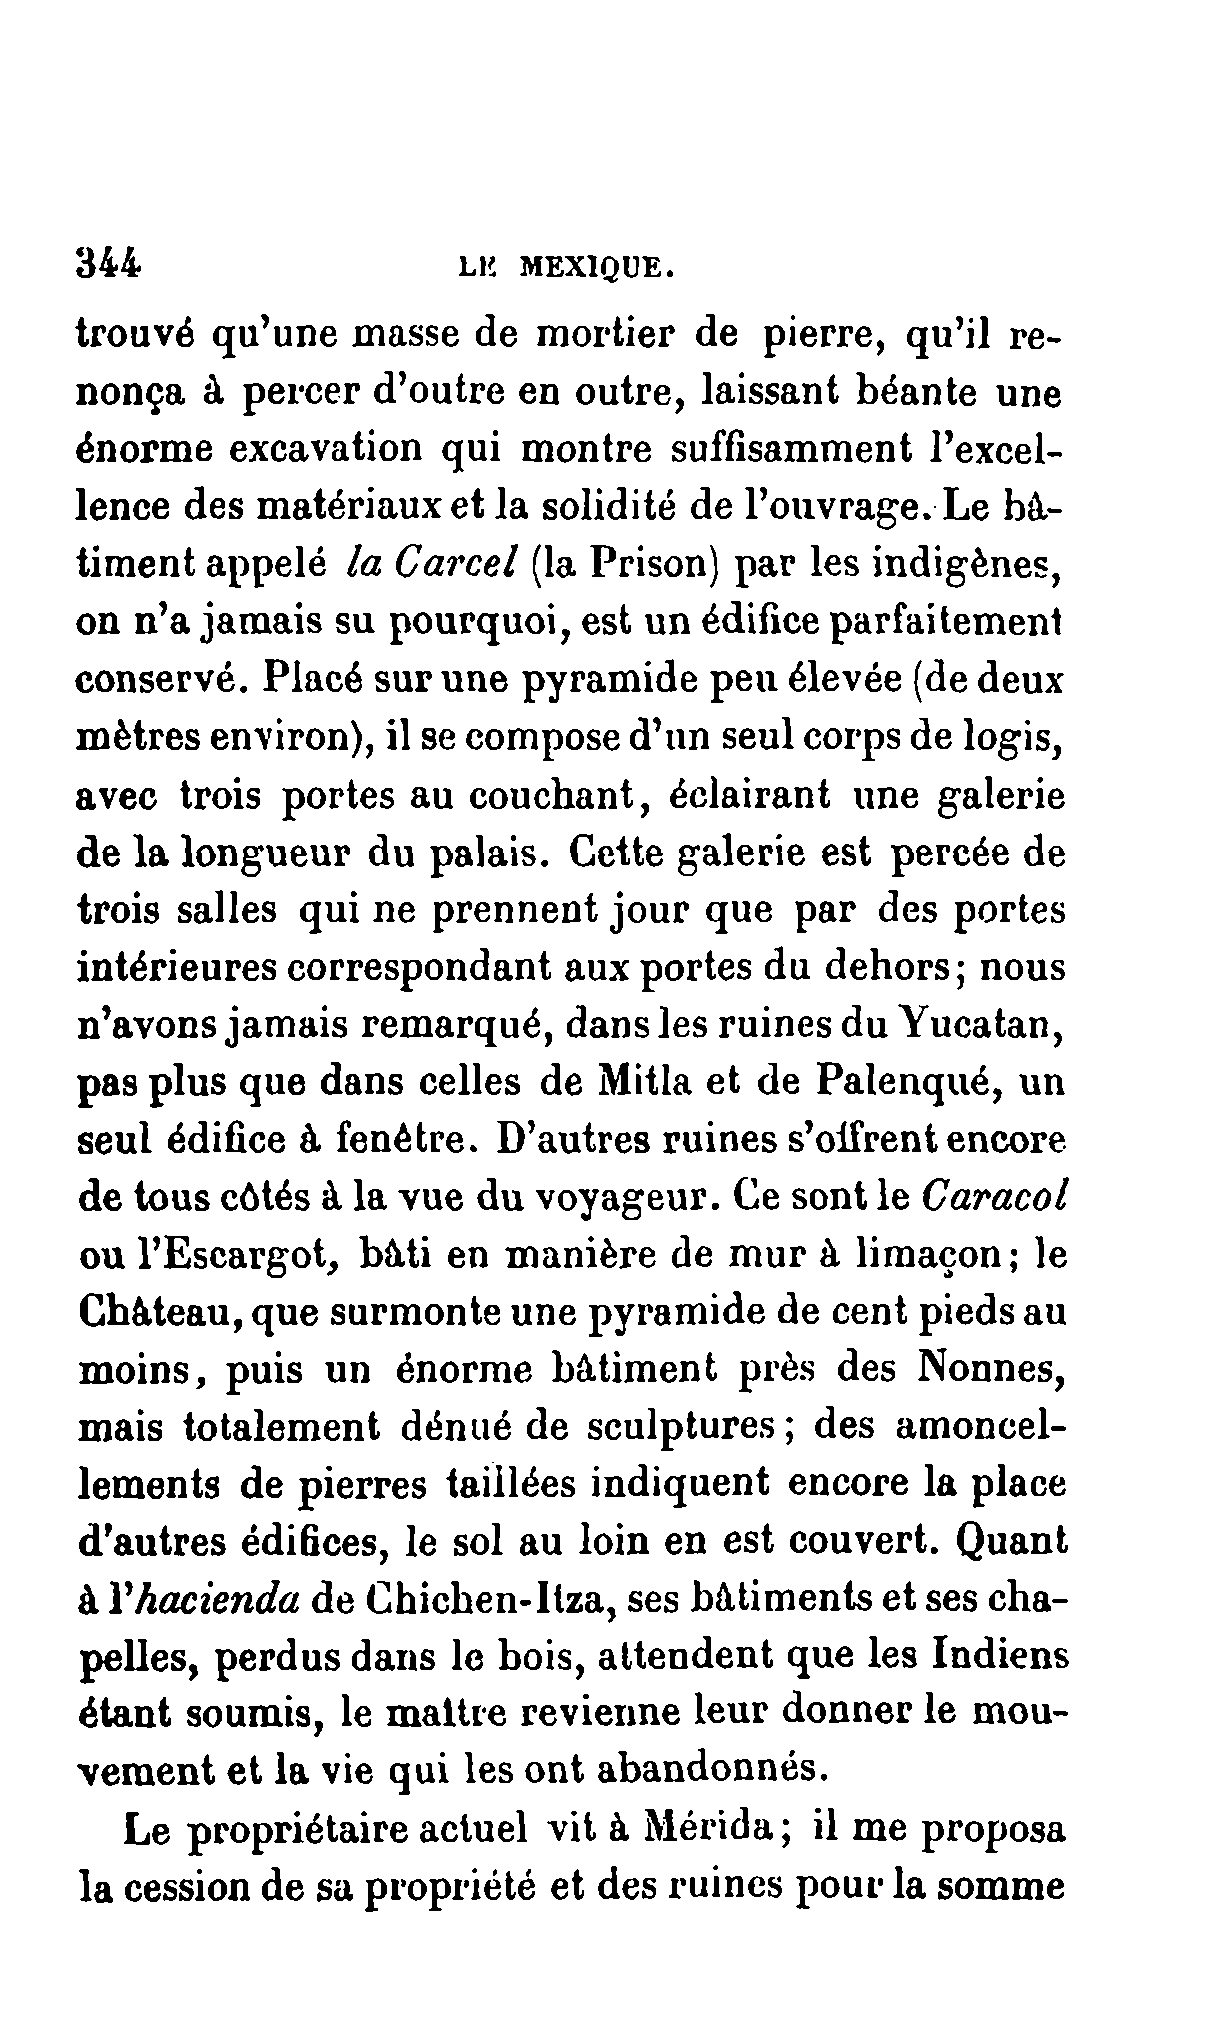 344 LE MEXIQUE.
trouvé qu'une masse de mortier de pierre, qu'il re-
nonça à percer d'outre en outre, laissant béante une
énorme excavation qui montre suffisamment l'excel-
lence des matériaux et la solidité de l'ouvrage. Le bâ-
timent appelé la Carcel (la Prison) par les indigènes,
on n'a jamais su pourquoi, est un édifice parfaitement
conservé. Placé sur une pyramide peu élevée (de deux
mètres environ), il se compose d'un seul corps de logis,
avec trois portes au couchant, éclairant une galerie
de la longueur du palais. Cette galerie est percée de
trois salles qui ne prennent jour que par des portes
intérieures correspondant aux portes du dehors; nous
n'avons jamais remarqué, dans les ruines du Yucatan,
pas plus que dans celles de Mitla et de Palenqué, un
seul édifice à fenêtre. D'autres ruines s'offrent encore
de tous côtés à la vue du voyageur. Ce sont le Caracol
ou l'Escargot, bâti en manière de mur à limaçon; le
Château, que surmonte une pyramide de cent pieds au
moins, puis un énorme bâtiment près des Nonnes,
mais totalement dénué de sculptures; des amoncel-
lements de pierres taillées indiquent encore la place
d'autres édifices, le sol au loin en est couvert. Quant
à l'hacienda de Chichen-Itza, ses bâtiments et ses cha-
pelles, perdus dans le bois, attendent que les Indiens
étant soumis, le maître revienne leur donner le mou-
vement et la vie qui les ont abandonnés.
Le propriétaire actuel vit à Mérida; il me proposa
la cession de sa propriété et des ruines pour la somme